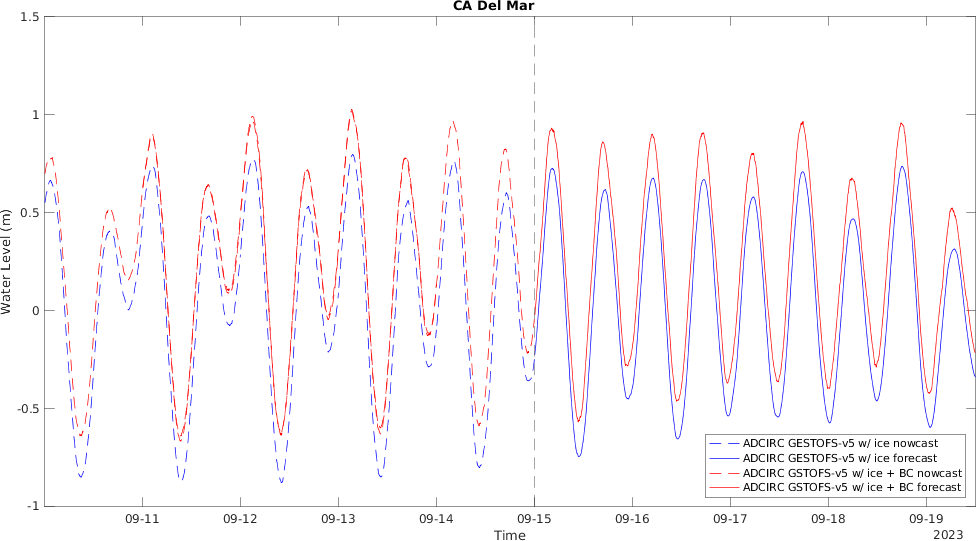 CA Del Mar
1.5
1
0.5
0
-0.5
-1
Water Level (m)
09-11 09-12 09-13 09-14 09-15 09-16 09-17 09-18 09-19
Time
2023
ADCIRC GESTOFS-v5 w/ ice nowcast
ADCIRC GESTOFS-v5 w/ ice forecast
ADCIRC GSTOFS-v5 w/ ice + BC nowcast
ADCIRC GSTOFS-v5 w/ ice + BC forecast